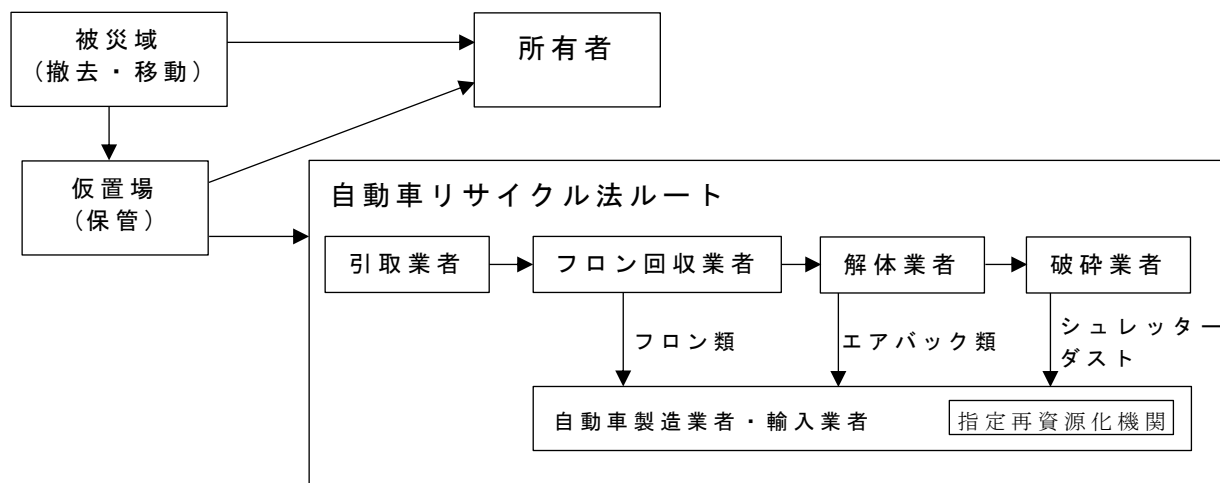 被災域
（撤去・移動）
所有者
仮置場
（保管）
自動車リサイクル法ルート
引取業者
フロン回収業者
解体業者
破砕業者
フロン類
エアバック類
シュレッター
ダスト
自動車製造業者・輸入業者
指定再資源化機関